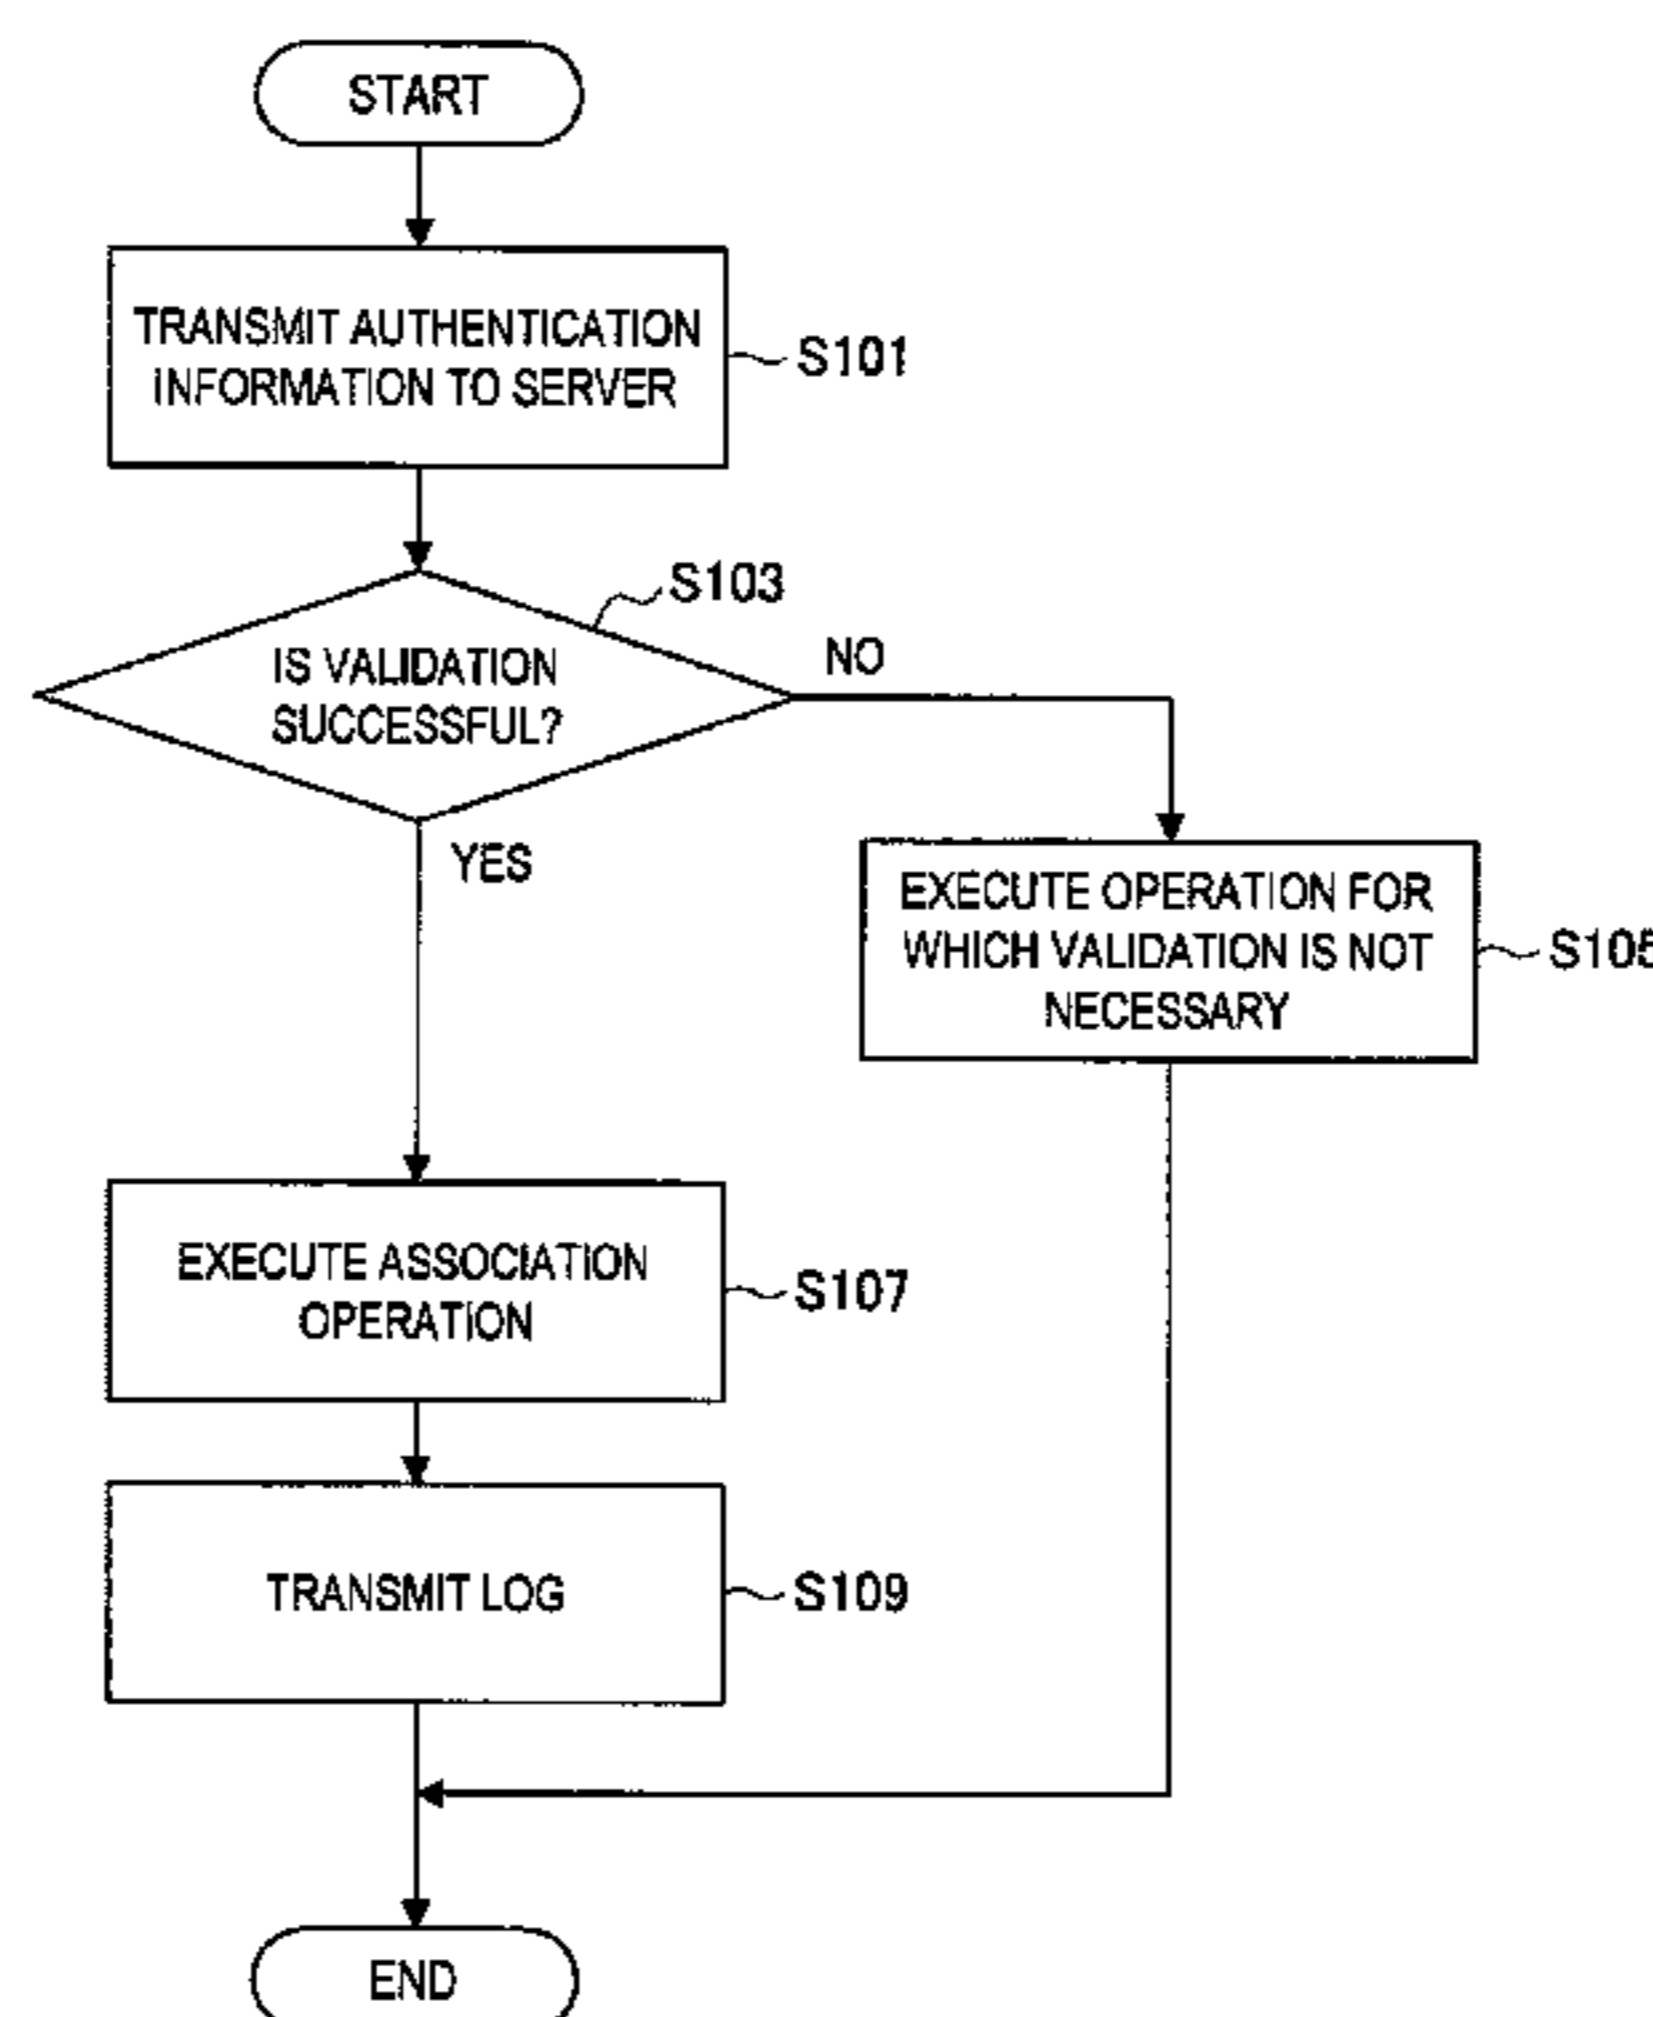 START
TRANSMIT AUTHENTICATION
INFORMATION TO SERVER
S101
S103
IS VALIDATION
SUCCESSFUL?
NO
YES
EXECUTE OPERATION FOR
WHICH VALIDATION IS NOT
NECESSARY
S105
EXECUTE ASSOCIATION
OPERATION
S107
TRANSMIT LOG
S109
END